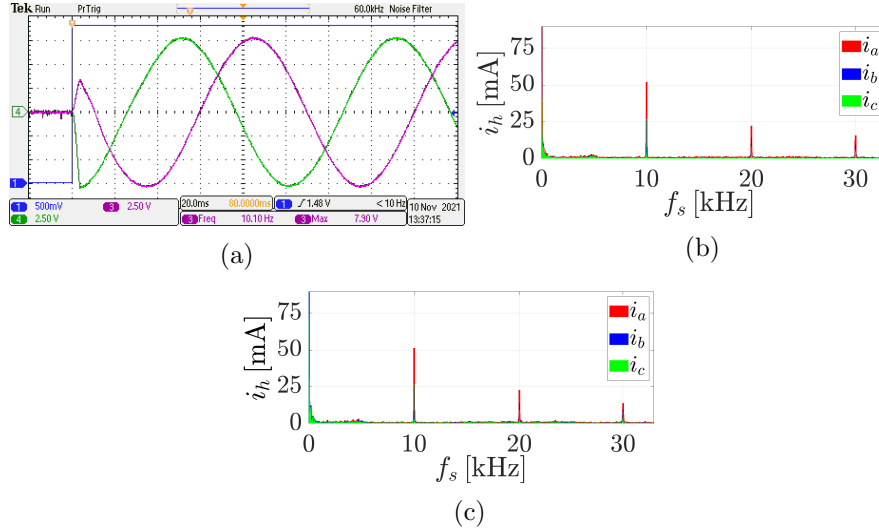 Tek Run PrTrig 60.0kHz Noise Filter
4
1
1 500mV 3 2.50 V 20.0ms 80.0000ms 1 1.48 V < 10 Hz 10 Nov 2021
4 2.50 V 3 Freq 10.10 Hz 3 Max 7.90 V 13:37:15
(a)
i_h [mA]
75
50
25
0
0 10 20 30
f_s [kHz]
i_a
i_b
i_c
(b)
i_h [mA]
75
50
25
0
0 10 20 30
f_s [kHz]
i_a
i_b
i_c
(c)